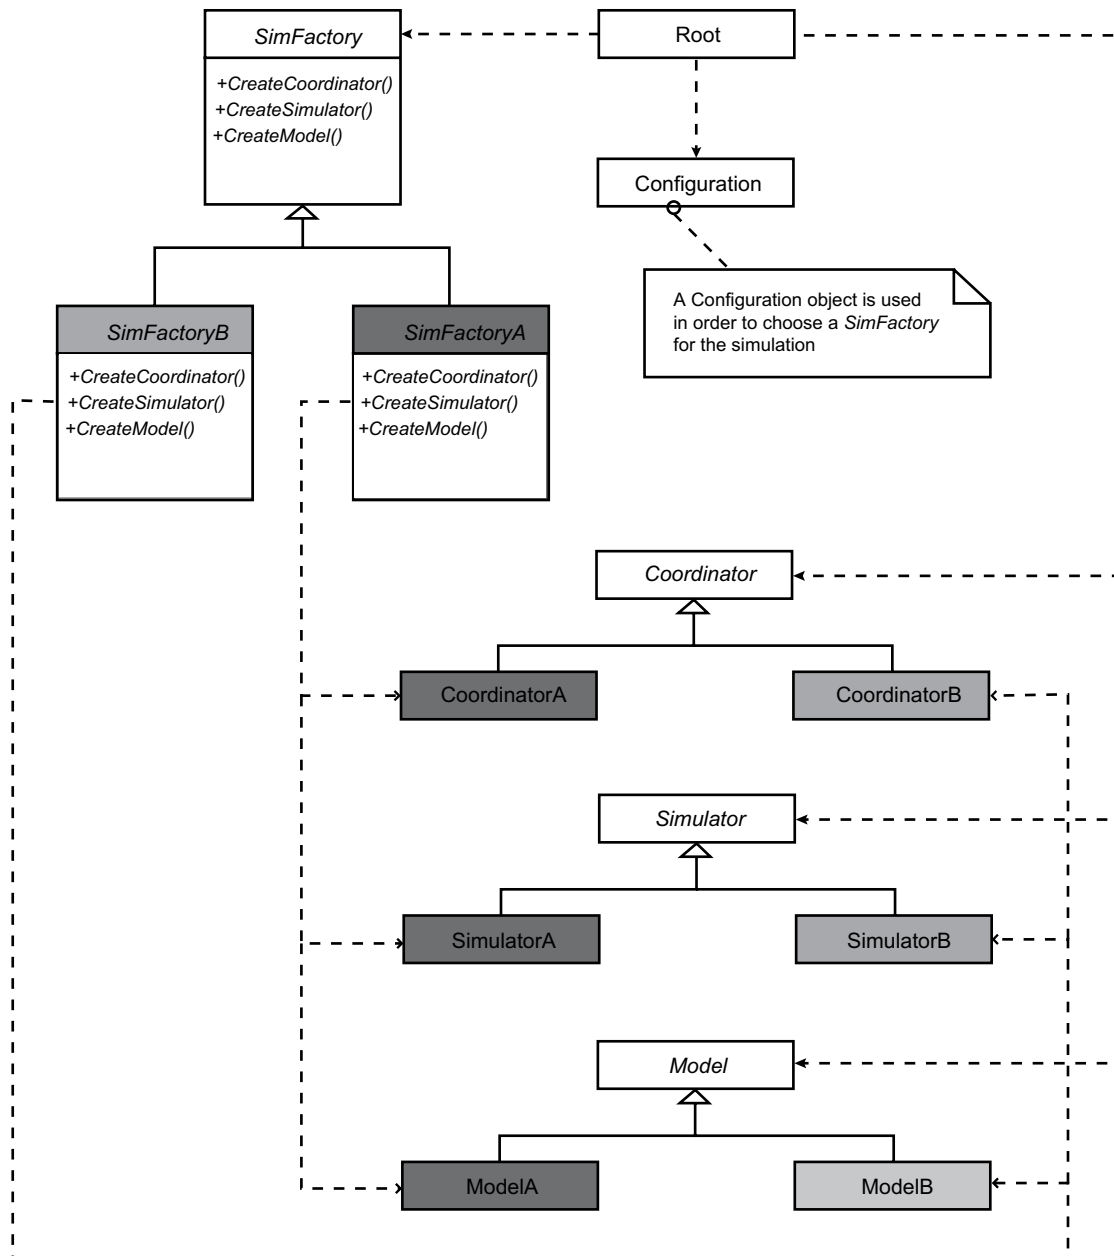 SimFactory
+CreateCoordinator()
+CreateSimulator()
+CreateModel()
Root
Configuration
A Configuration object is used
in order to choose a SimFactory
for the simulation
SimFactoryB
+CreateCoordinator()
+CreateSimulator()
+CreateModel()
SimFactoryA
+CreateCoordinator()
+CreateSimulator()
+CreateModel()
Coordinator
CoordinatorA
CoordinatorB
Simulator
SimulatorA
SimulatorB
Model
ModelA
ModelB